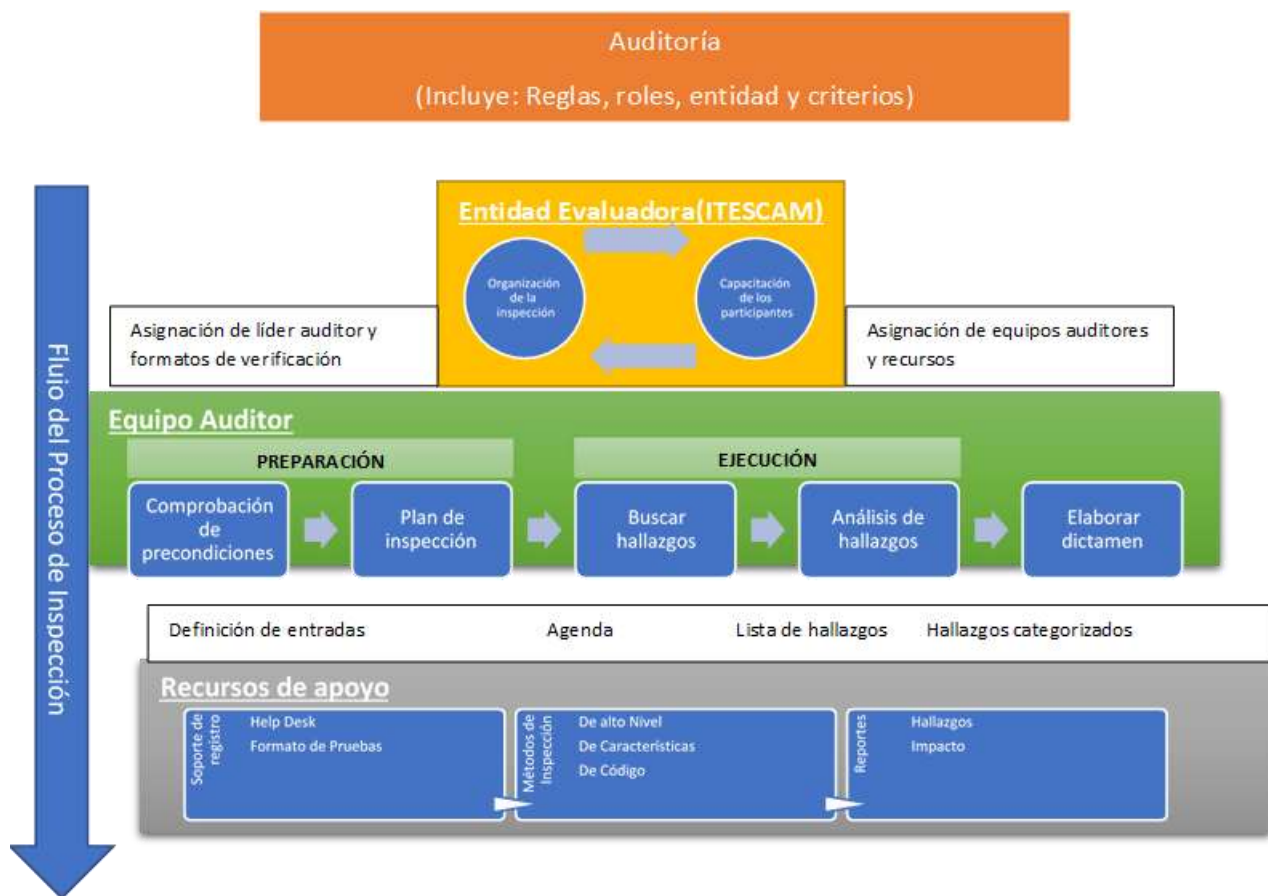 Auditoría
(Incluye: Reglas, roles, entidad y criterios)
Flujo del Proceso de Inspección
Entidad Evaluadora(ITESCAM)
Organización
de la
inspección
Capacitación
de los
participantes
Asignación de líder auditor y
formatos de verificación
Asignación de equipos auditores
y recursos
Equipo Auditor
PREPARACIÓN
EJECUCIÓN
Comprobación
de
precondiciones
Plan de
inspección
Buscar
hallazgos
Análisis de
hallazgos
Elaborar
dictamen
Definición de entradas
Agenda
Lista de hallazgos
Hallazgos categorizados
Recursos de apoyo
Soporte de
registro
Help Desk
Formato de Pruebas
Métodos de
Inspección
De alto Nivel
De Características
De Código
Reportes
Hallazgos
Impacto